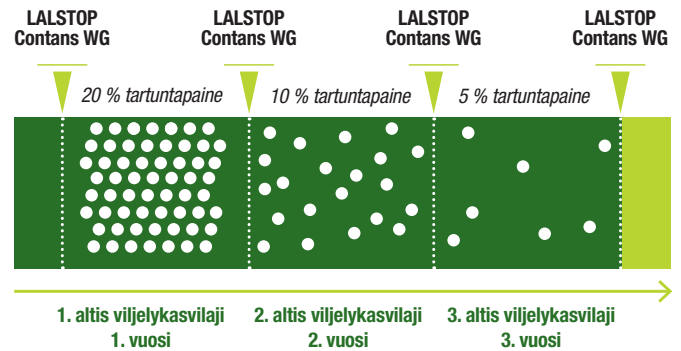 LALSTOP
Contans WG
LALSTOP
Contans WG
LALSTOP
Contans WG
LALSTOP
Contans WG
20 % tartuntapaine
10 % tartuntapaine
5 % tartuntapaine
1. altis viljelykasvilaji
1. vuosi
2. altis viljelykasvilaji
2. vuosi
3. altis viljelykasvilaji
3. vuosi